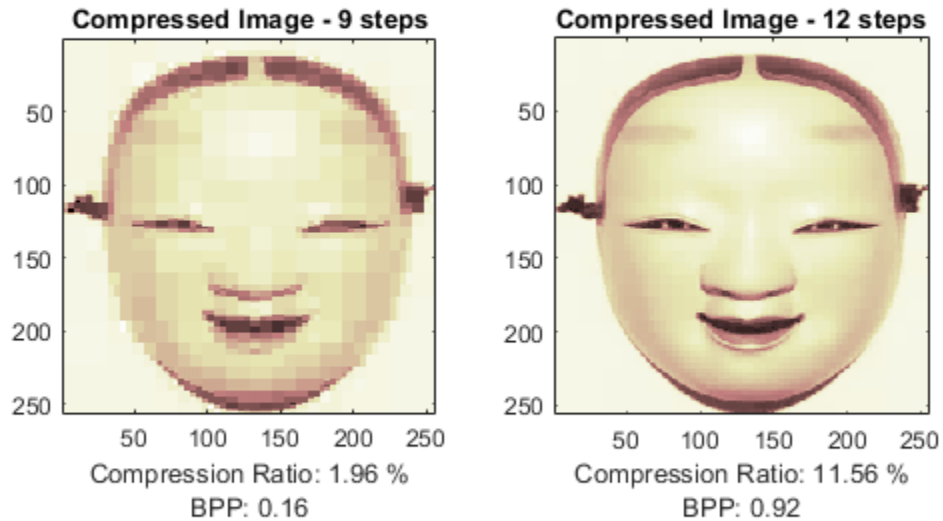 Compressed Image - 9 steps
50
100
150
200
250
50 100 150 200 250
Compression Ratio: 1.96 %
BPP: 0.16
Compressed Image - 12 steps
50
100
150
200
250
50 100 150 200 250
Compression Ratio: 11.56 %
BPP: 0.92